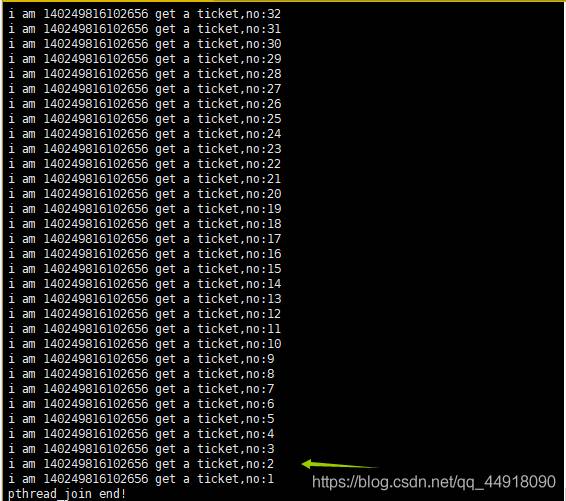 i am 140249816102656 get a ticket,no:32
i am 140249816102656 get a ticket,no:31
i am 140249816102656 get a ticket,no:30
i am 140249816102656 get a ticket,no:29
i am 140249816102656 get a ticket,no:28
i am 140249816102656 get a ticket,no:27
i am 140249816102656 get a ticket,no:26
i am 140249816102656 get a ticket,no:25
i am 140249816102656 get a ticket,no:24
i am 140249816102656 get a ticket,no:23
i am 140249816102656 get a ticket,no:22
i am 140249816102656 get a ticket,no:21
i am 140249816102656 get a ticket,no:20
i am 140249816102656 get a ticket,no:19
i am 140249816102656 get a ticket,no:18
i am 140249816102656 get a ticket,no:17
i am 140249816102656 get a ticket,no:16
i am 140249816102656 get a ticket,no:15
i am 140249816102656 get a ticket,no:14
i am 140249816102656 get a ticket,no:13
i am 140249816102656 get a ticket,no:12
i am 140249816102656 get a ticket,no:11
i am 140249816102656 get a ticket,no:10
i am 140249816102656 get a ticket,no:9
i am 140249816102656 get a ticket,no:8
i am 140249816102656 get a ticket,no:7
i am 140249816102656 get a ticket,no:6
i am 140249816102656 get a ticket,no:5
i am 140249816102656 get a ticket,no:4
i am 140249816102656 get a ticket,no:3
i am 140249816102656 get a ticket,no:2
i am 140249816102656 get a ticket,no:1
https://blog.csdn.net/qq_44918090
pthread_join end!